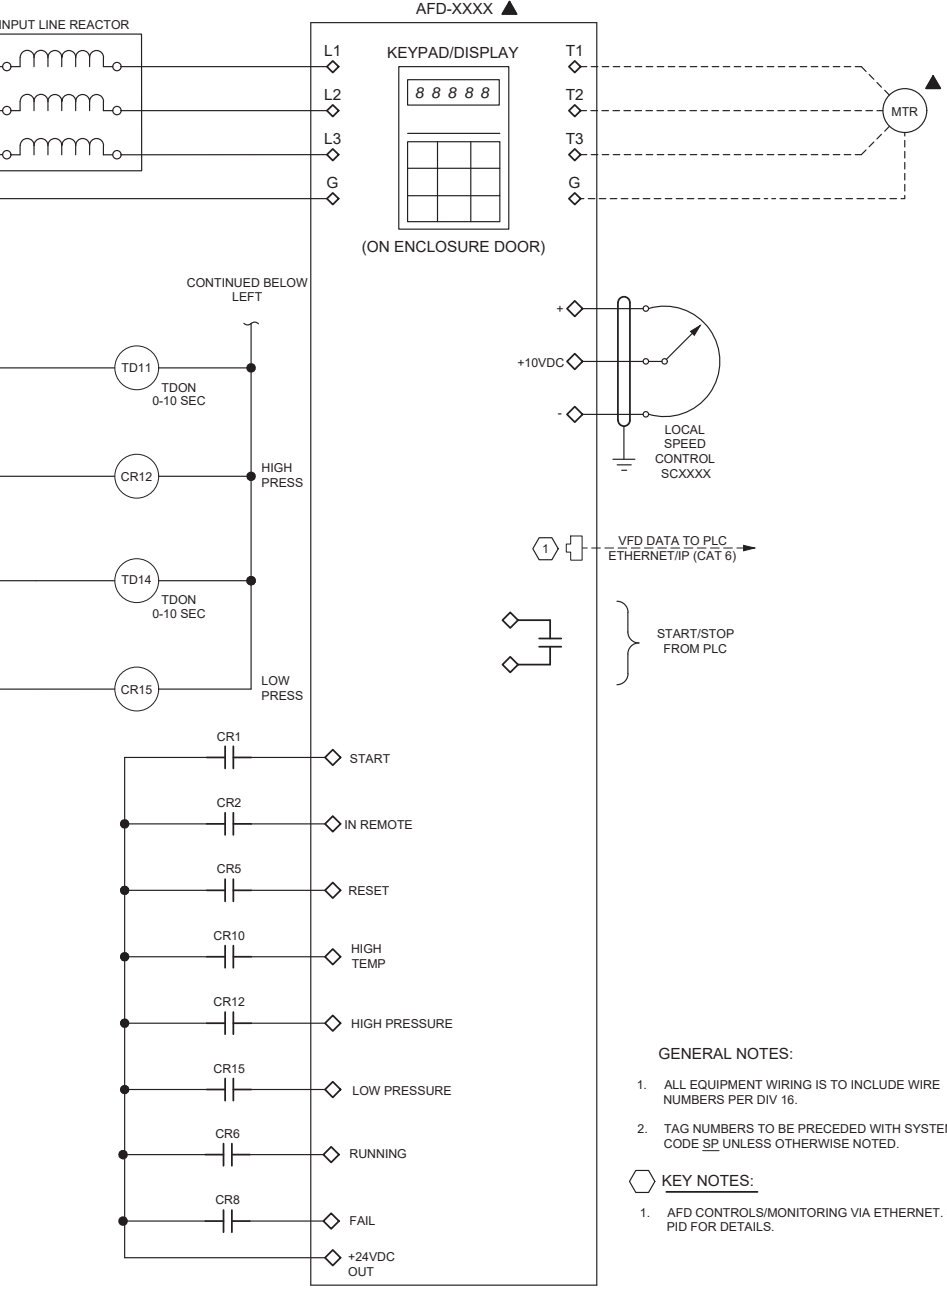 AFD-XXXX
INPUT LINE REACTOR
L1
KEYPAD/DISPLAY
T1
L2
8 8 8 8 8
T2
MTR
L3
T3
G
G
(ON ENCLOSURE DOOR)
CONTINUED BELOW
LEFT
+
+10VDC
-
TD11
TDON
0-10 SEC
LOCAL
SPEED
CONTROL
SCXXXX
CR12
HIGH
PRESS
1
VFD DATA TO PLC
ETHERNET/IP (CAT 6)
TD14
TDON
0-10 SEC
START/STOP
FROM PLC
CR15
LOW
PRESS
CR1
START
CR2
IN REMOTE
CR5
RESET
CR10
HIGH
TEMP
CR12
HIGH PRESSURE
CR15
LOW PRESSURE
CR6
RUNNING
CR8
FAIL
+24VDC
OUT
GENERAL NOTES:
1. ALL EQUIPMENT WIRING IS TO INCLUDE WIRE
NUMBERS PER DIV 16.
2. TAG NUMBERS TO BE PRECEDED WITH
CODE SP UNLESS OTHERWISE NOTED.
KEY NOTES:
1. AFD CONTROLS/MONITORING VIA ETHERNET.
PID FOR DETAILS.